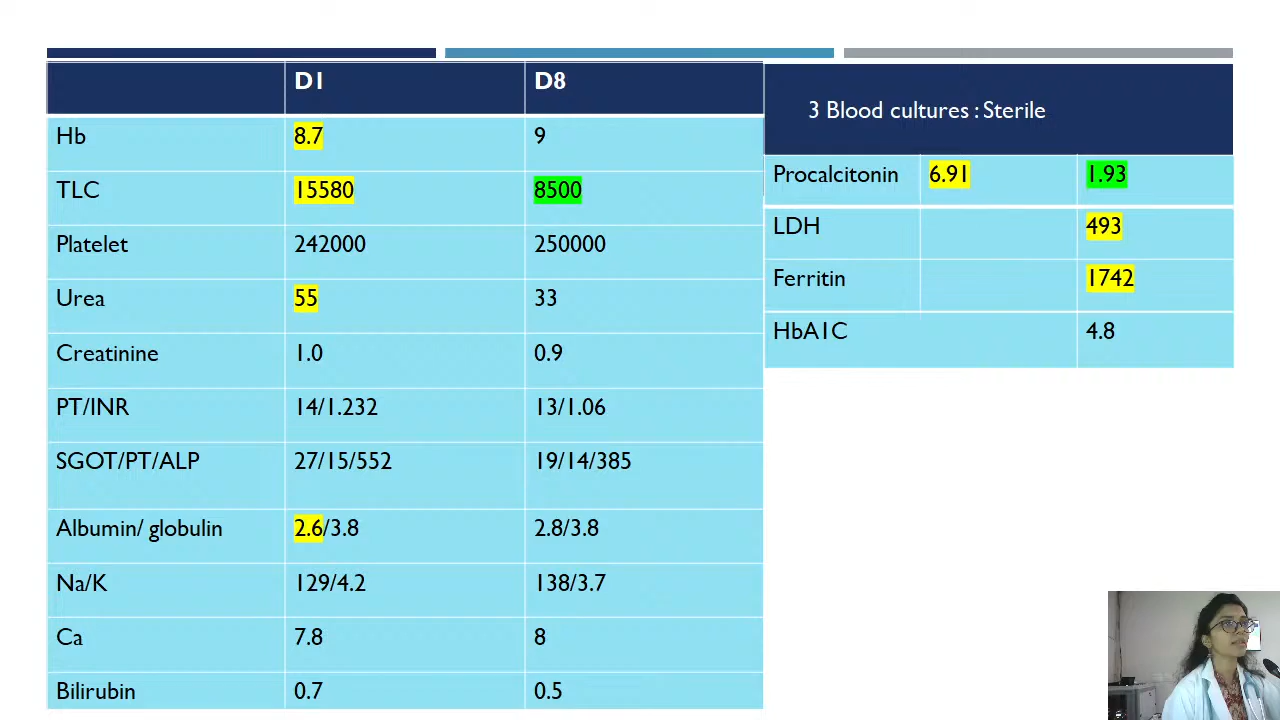 D1 D8
Hb 8.7 9
TLC 15580 8500
Platelet 242000 250000
Urea 55 33
Creatinine 1.0 0.9
PT/INR 14/1.232 13/1.06
SGOT/PT/ALP 27/15/552 19/14/385
Albumin/ globulin 2.6/3.8 2.8/3.8
Na/K 129/4.2 138/3.7
Ca 7.8 8
Bilirubin 0.7 0.5
3 Blood cultures : Sterile
Procalcitonin 6.91 1.93
LDH 493
Ferritin 1742
HbA1C 4.8